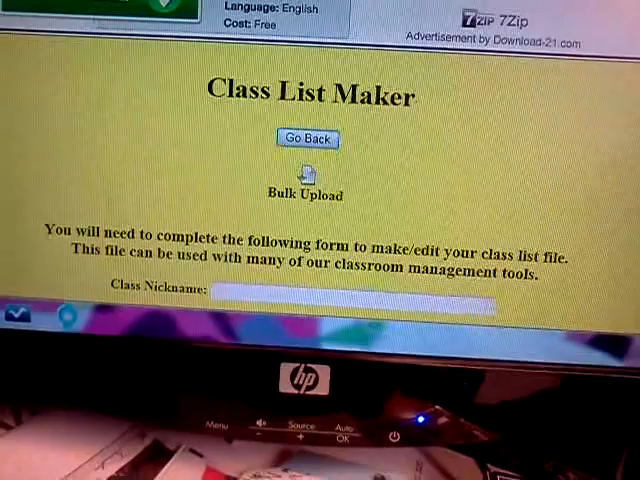 Language: English
Cost: Free
7ZIP 7Zip
Advertisement by Download-21.com
Class List Maker
Go Back
Bulk Upload
You will need to complete the following form to make/edit your class list file.
This file can be used with many of our classroom management tools.
Class Nickname:
hp
Menu
Source
Auto
- +
OK